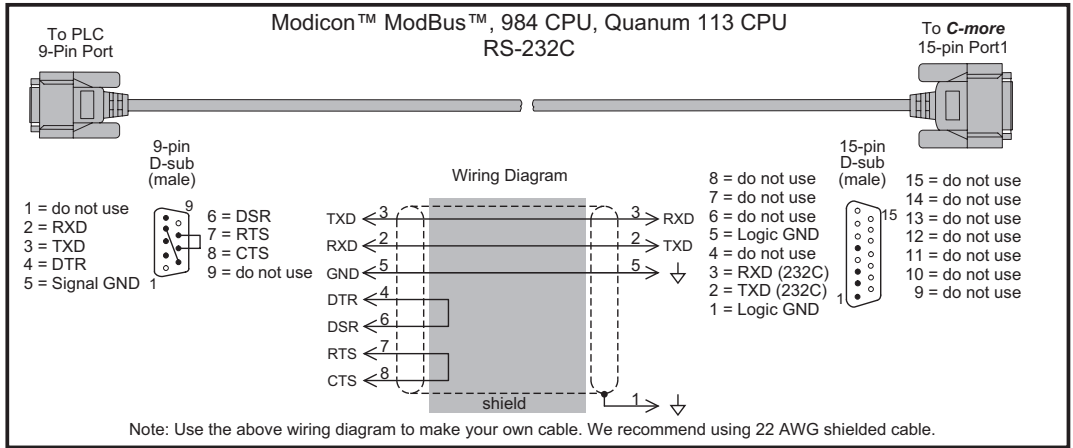 Modicon™ ModBus™, 984 CPU, Quanum 113 CPU
RS-232C
To PLC
9-Pin Port
To C-more
15-pin Port1
9-pin
D-sub
(male)
1 = do not use
2 = RXD
3 = TXD
4 = DTR
5 = Signal GND
9
1
6 = DSR
7 = RTS
8 = CTS
9 = do not use
Wiring Diagram
TXD 3 3 RXD
RXD 2 2 TXD
GND 5 5
DTR 4
DSR 6
RTS 7
CTS 8
shield
1
8 = do not use
7 = do not use
6 = do not use
5 = Logic GND
4 = do not use
3 = RXD (232C)
2 = TXD (232C)
1 = Logic GND
15-pin
D-sub
(male)
15
1
15 = do not use
14 = do not use
13 = do not use
12 = do not use
11 = do not use
10 = do not use
9 = do not use
Note: Use the above wiring diagram to make your own cable. We recommend using 22 AWG shielded cable.